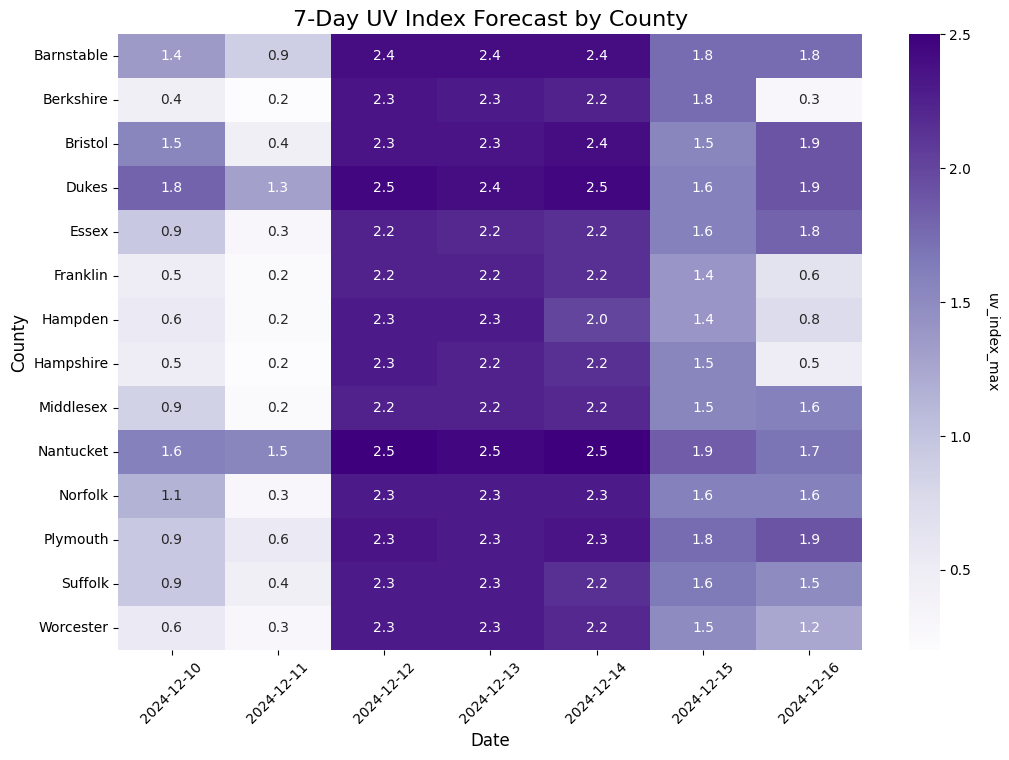 7-Day UV Index Forecast by County
Barnstable 1.4 0.9 2.4 2.4 2.4 1.8 1.8
Berkshire 0.4 0.2 2.3 2.3 2.2 1.8 0.3
Bristol 1.5 0.4 2.3 2.3 2.4 1.5 1.9
Dukes 1.8 1.3 2.5 2.4 2.5 1.6 1.9
Essex 0.9 0.3 2.2 2.2 2.2 1.6 1.8
Franklin 0.5 0.2 2.2 2.2 2.2 1.4 0.6
Hampden 0.6 0.2 2.3 2.3 2.0 1.4 0.8
Hampshire 0.5 0.2 2.3 2.2 2.2 1.5 0.5
Middlesex 0.9 0.2 2.2 2.2 2.2 1.5 1.6
Nantucket 1.6 1.5 2.5 2.5 2.5 1.9 1.7
Norfolk 1.1 0.3 2.3 2.3 2.3 1.6 1.6
Plymouth 0.9 0.6 2.3 2.3 2.3 1.8 1.9
Suffolk 0.9 0.4 2.3 2.3 2.2 1.6 1.5
Worcester 0.6 0.3 2.3 2.3 2.2 1.5 1.2
County
2024-12-10 2024-12-11 2024-12-12 2024-12-13 2024-12-14 2024-12-15 2024-12-16
Date
2.5
2.0
1.5
1.0
0.5
uv_index_max